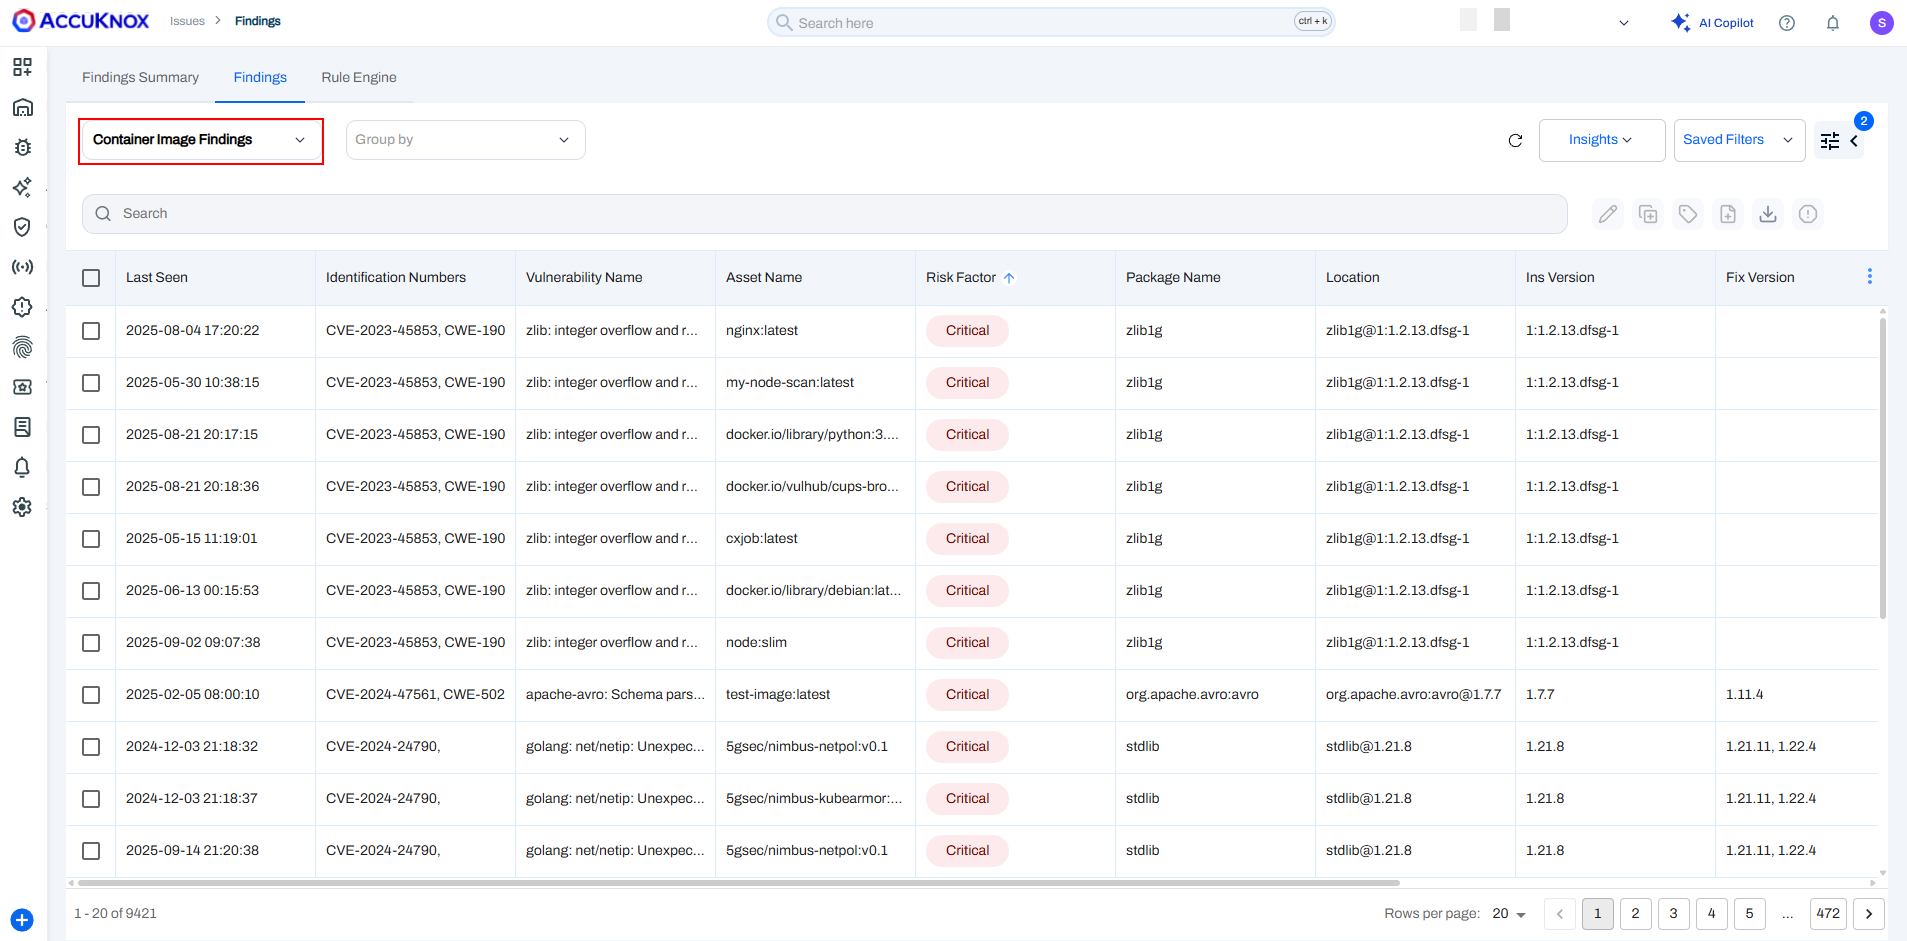 ACCUKNOX Issues > Findings Search here ctrl + k AI Copilot S
Findings Summary Findings Rule Engine
Container Image Findings Group by Insights Saved Filters 2
Search
Last Seen Identification Numbers Vulnerability Name Asset Name Risk Factor Package Name Location Ins Version Fix Version
2025-08-04 17:20:22 CVE-2023-45853, CWE-190 zlib: integer overflow and r... nginx:latest Critical zlib1g zlib1g@1:1.2.13.dfsg-1 1:1.2.13.dfsg-1
2025-05-30 10:38:15 CVE-2023-45853, CWE-190 zlib: integer overflow and r... my-node-scan:latest Critical zlib1g zlib1g@1:1.2.13.dfsg-1 1:1.2.13.dfsg-1
2025-08-21 20:17:15 CVE-2023-45853, CWE-190 zlib: integer overflow and r... docker.io/library/python:3.... Critical zlib1g zlib1g@1:1.2.13.dfsg-1 1:1.2.13.dfsg-1
2025-08-21 20:18:36 CVE-2023-45853, CWE-190 zlib: integer overflow and r... docker.io/vulhub/cups-bro... Critical zlib1g zlib1g@1:1.2.13.dfsg-1 1:1.2.13.dfsg-1
2025-05-15 11:19:01 CVE-2023-45853, CWE-190 zlib: integer overflow and r... cxjob:latest Critical zlib1g zlib1g@1:1.2.13.dfsg-1 1:1.2.13.dfsg-1
2025-06-13 00:15:53 CVE-2023-45853, CWE-190 zlib: integer overflow and r... docker.io/library/debian:lat... Critical zlib1g zlib1g@1:1.2.13.dfsg-1 1:1.2.13.dfsg-1
2025-09-02 09:07:38 CVE-2023-45853, CWE-190 zlib: integer overflow and r... node:slim Critical zlib1g zlib1g@1:1.2.13.dfsg-1 1:1.2.13.dfsg-1
2025-02-05 08:00:10 CVE-2024-47561, CWE-502 apache-avro: Schema pars... test-image:latest Critical org.apache.avro:avro org.apache.avro:avro@1.7.7 1.7.7 1.11.4
2024-12-03 21:18:32 CVE-2024-24790, golang: net/netip: Unexpec... 5gsec/nimbus-netpol:v0.1 Critical stdlib stdlib@1.21.8 1.21.8 1.21.11, 1.22.4
2024-12-03 21:18:37 CVE-2024-24790, golang: net/netip: Unexpec... 5gsec/nimbus-kubearmor:... Critical stdlib stdlib@1.21.8 1.21.8 1.21.11, 1.22.4
2025-09-14 21:20:38 CVE-2024-24790, golang: net/netip: Unexpec... 5gsec/nimbus-netpol:v0.1 Critical stdlib stdlib@1.21.8 1.21.8 1.21.11, 1.22.4
1 - 20 of 9421 Rows per page: 20 < 1 2 3 4 5 ... 472 >